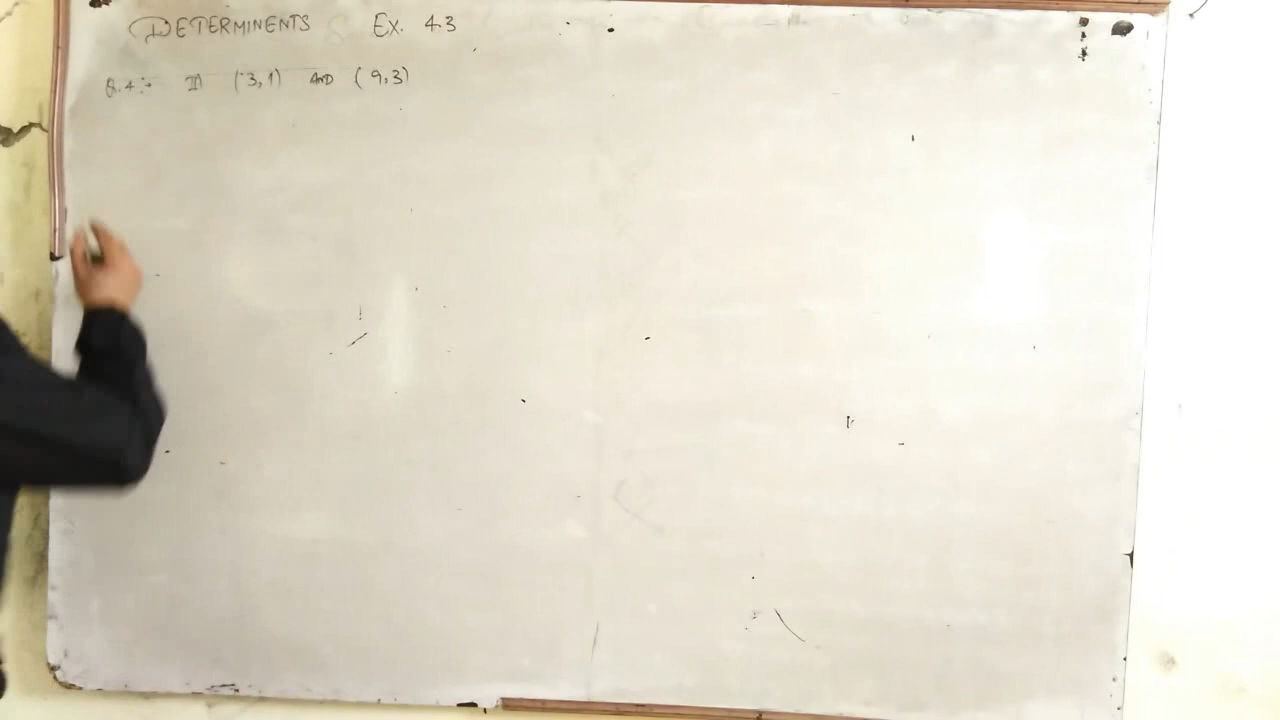 DETERMINENTS Ex. 4.3
Q.4:- II) (3,1) AND (9,3)